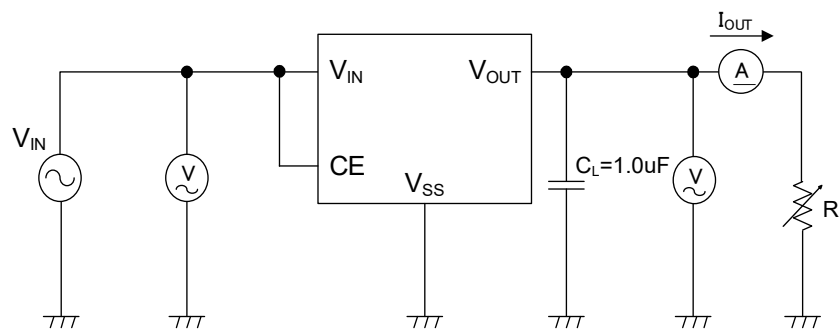 I_OUT
A
V_IN
V_OUT
V_IN
V
CE
V_SS
C_L=1.0uF
V
R